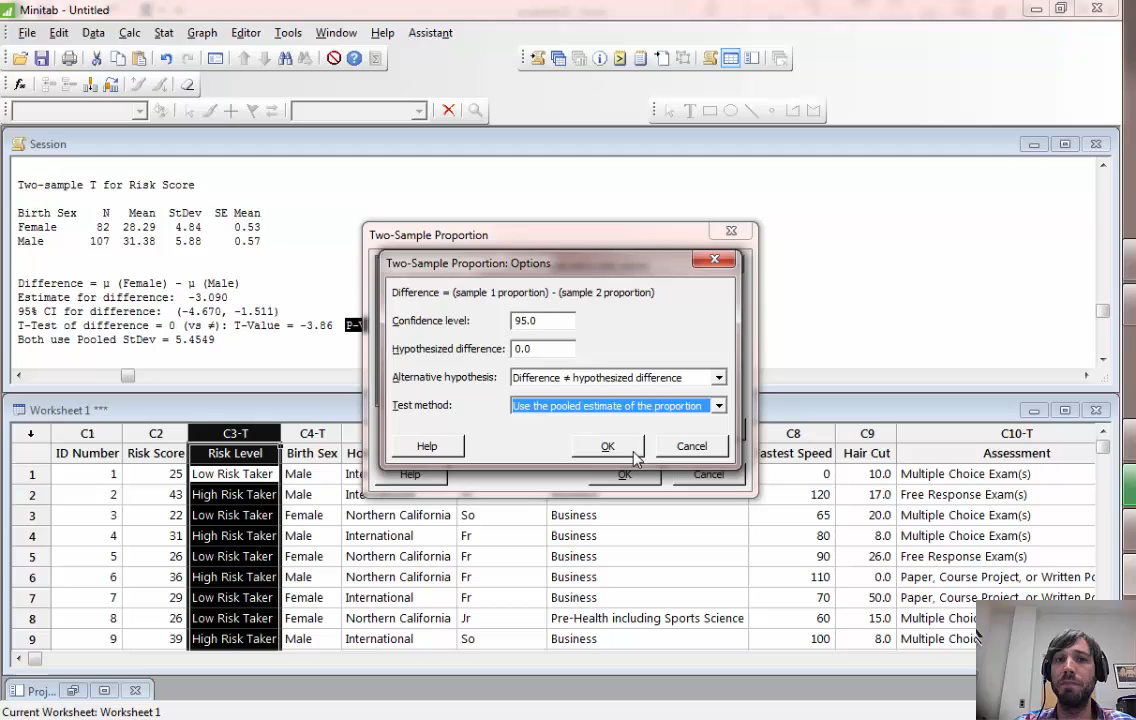 Minitab - Untitled
File Edit Data Calc Stat Graph Editor Tools Window Help Assistant
Session
Two-sample T for Risk Score
Birth Sex N Mean StDev SE Mean
Female 82 28.29 4.84 0.53
Male 107 31.38 5.88 0.57
Difference = μ (Female) - μ (Male)
Estimate for difference: -3.090
95% CI for difference: (-4.670, -1.511)
T-Test of difference = 0 (vs ≠): T-Value = -3.86
Both use Pooled StDev = 5.4549
Two-Sample Proportion
Two-Sample Proportion: Options
Difference = (sample 1 proportion) - (sample 2 proportion)
Confidence level: 95.0
Hypothesized difference: 0.0
Alternative hypothesis: Difference ≠ hypothesized difference
Test method: Use the pooled estimate of the proportion
Help OK Cancel
Help OK Cancel
Worksheet 1 ***
C1 C2 C3-T C4-T C8 C9 C10-T
ID Number Risk Score Risk Level Birth Sex Speed Hair Cut Assessment
1 25 Low Risk Taker Male 0 0.0 Multiple Choice Exam(s)
2 43 High Risk Taker Male International Fr Business 120 17.0 Free Response Exam(s)
3 22 Low Risk Taker Female Northern California So Business 65 20.0 Multiple Choice Exam(s)
4 31 High Risk Taker Male International Fr Business 80 8.0 Multiple Choice Exam(s)
5 26 Low Risk Taker Female Northern California Fr Business 90 26.0 Free Response Exam(s)
6 36 High Risk Taker Male International Fr Business 110 0.0 Paper, Course Project, or Written
7 29 Low Risk Taker Female Northern California Fr Business 70 50.0 Paper, Course Project, or Written
8 26 Low Risk Taker Female Northern California Jr Pre-Health including Sports Science 60 15.0 Multiple
9 39 High Risk Taker Male International So Business 100 8.0 Multiple
Proj...
Current Worksheet: Worksheet 1